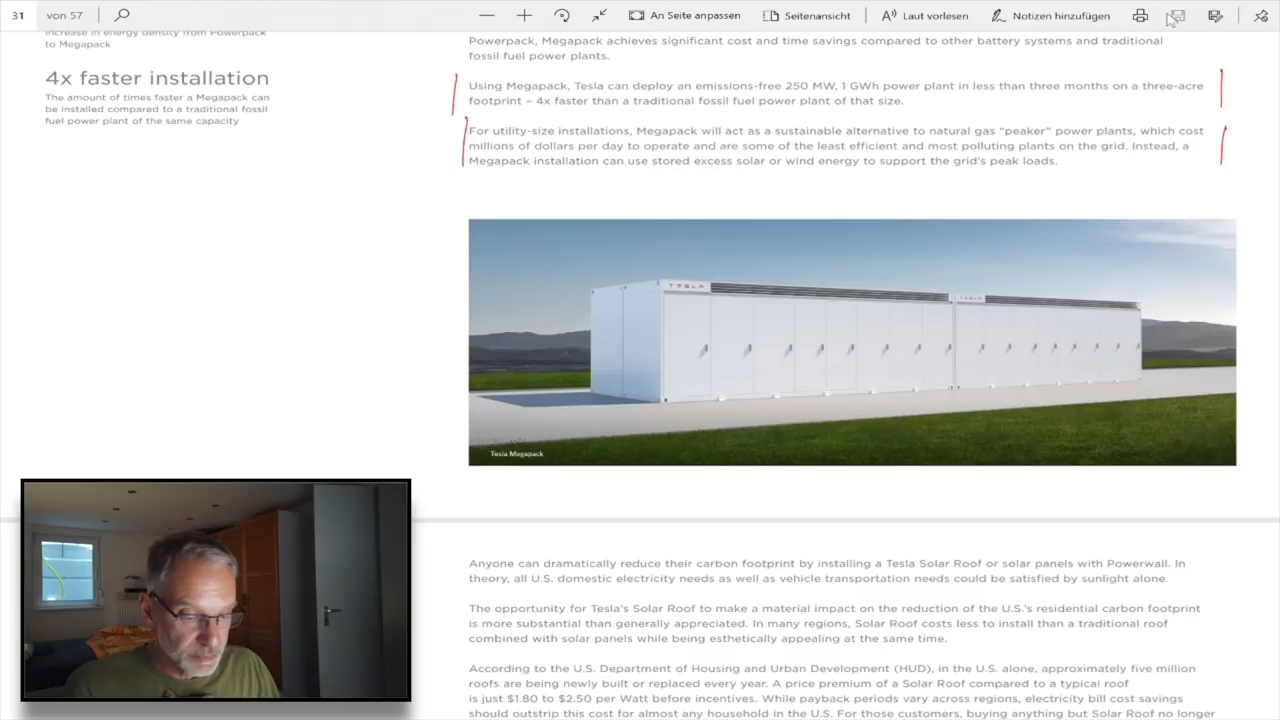 31 von 57 An Seite anpassen Seitenansicht Laut vorlesen Notizen hinzufügen
increase in energy density from Powerpack
to Megapack
4x faster installation
The amount of times faster a Megapack can
be installed compared to a traditional fossil
fuel power plant of the same capacity
Powerpack, Megapack achieves significant cost and time savings compared to other battery systems and traditional
fossil fuel power plants.
Using Megapack, Tesla can deploy an emissions-free 250 MW, 1 GWh power plant in less than three months on a three-acre
footprint – 4x faster than a traditional fossil fuel power plant of that size.
For utility-size installations, Megapack will act as a sustainable alternative to natural gas “peaker” power plants, which cost
millions of dollars per day to operate and are some of the least efficient and most polluting plants on the grid. Instead, a
Megapack installation can use stored excess solar or wind energy to support the grid's peak loads.
TESLA
TESLA
Tesla Megapack
Anyone can dramatically reduce their carbon footprint by installing a Tesla Solar Roof or solar panels with Powerwall. In
theory, all U.S. domestic electricity needs as well as vehicle transportation needs could be satisfied by sunlight alone.
The opportunity for Tesla's Solar Roof to make a material impact on the reduction of the U.S.'s residential carbon footprint
is more substantial than generally appreciated. In many regions, Solar Roof costs less to install than a traditional roof
combined with solar panels while being esthetically appealing at the same time.
According to the U.S. Department of Housing and Urban Development (HUD), in the U.S. alone, approximately five million
roofs are being newly built or replaced every year. A price premium of a Solar Roof compared to a typical roof
is just $1.80 to $2.50 per Watt before incentives. While payback periods vary across regions, electricity bill cost savings
should outstrip this cost for almost any household in the U.S. For those customers, buying anything but Solar Roof no longer